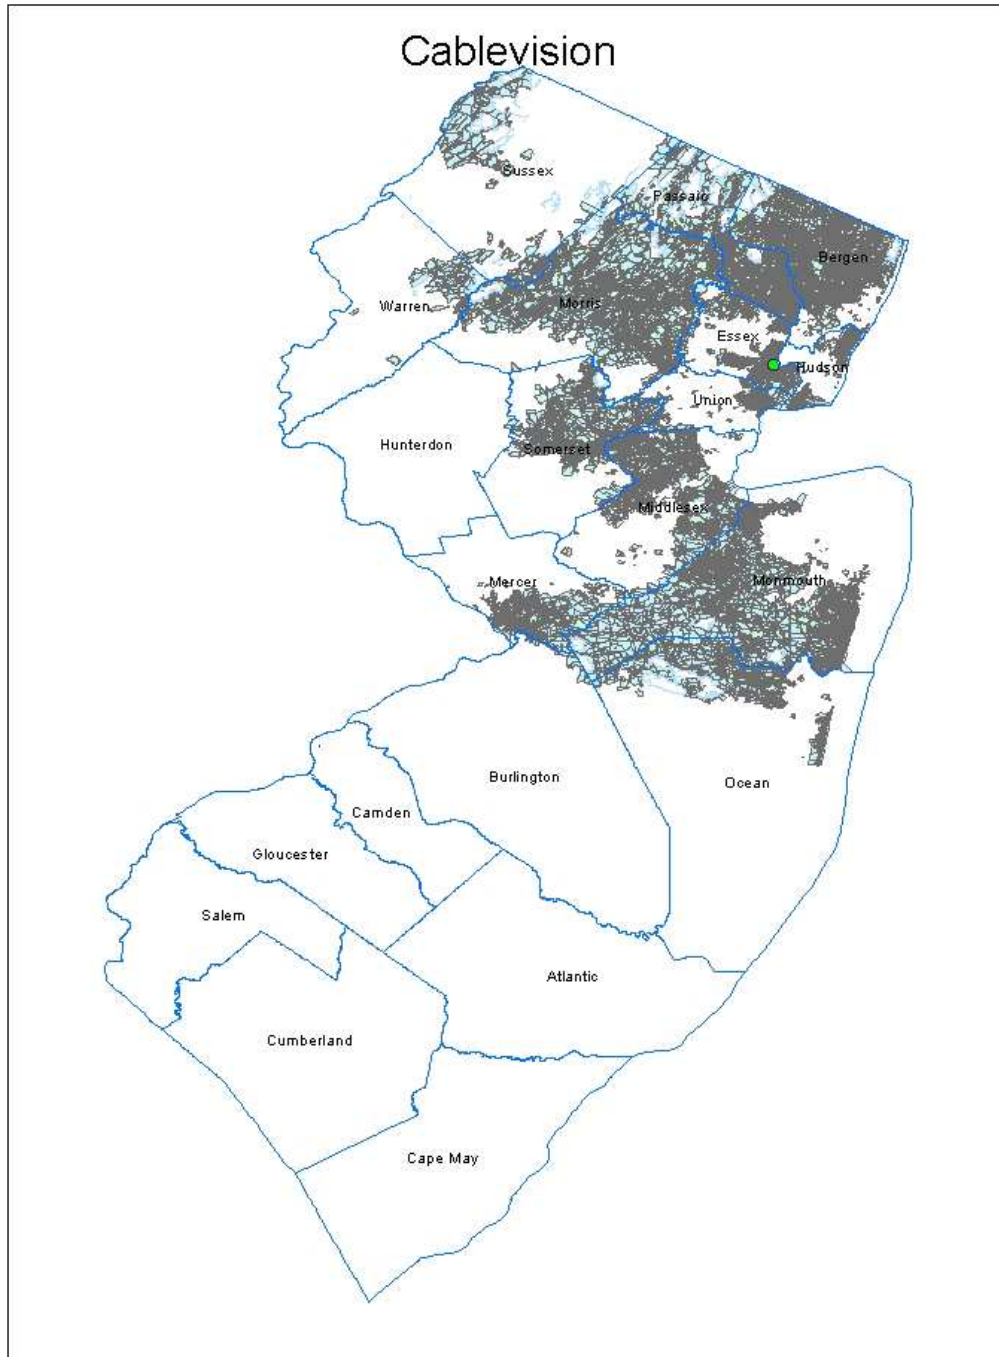 Cablevision
Sussex
Passaic
Bergen
Warren
Morris
Essex
Hudson
Union
Hunterdon
Somerset
Middlesex
Mercer
Monmouth
Burlington
Ocean
Camden
Gloucester
Salem
Atlantic
Cumberland
Cape May